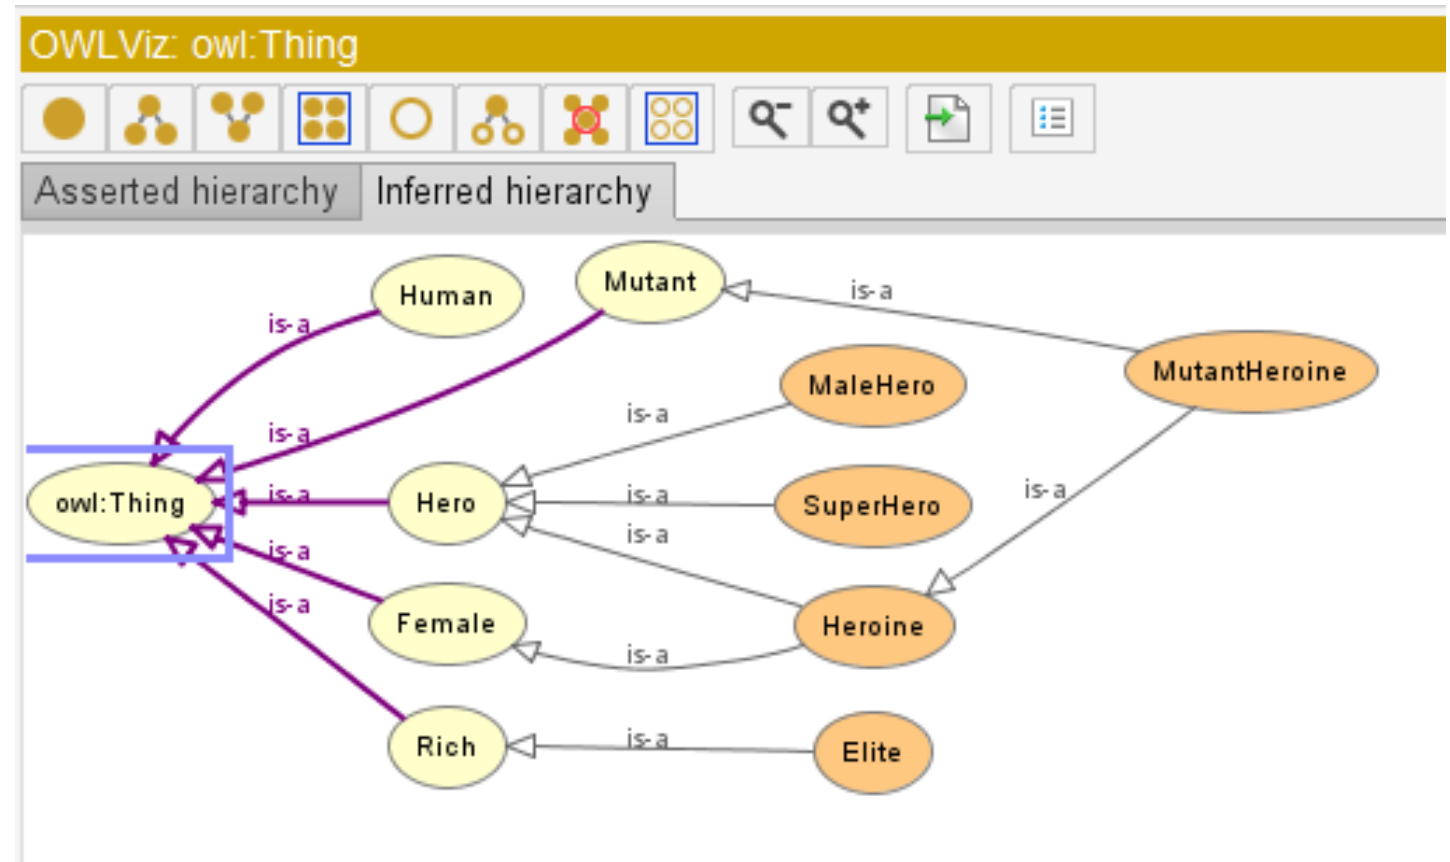 OWLViz: owl:Thing
Asserted hierarchy
Inferred hierarchy
Human
Mutant
is-a
is-a
MutantHeroine
MaleHero
is-a
is-a
owl:Thing
is-a
Hero
is-a
SuperHero
is-a
is-a
is-a
Female
is-a
Heroine
is-a
Rich
is-a
Elite